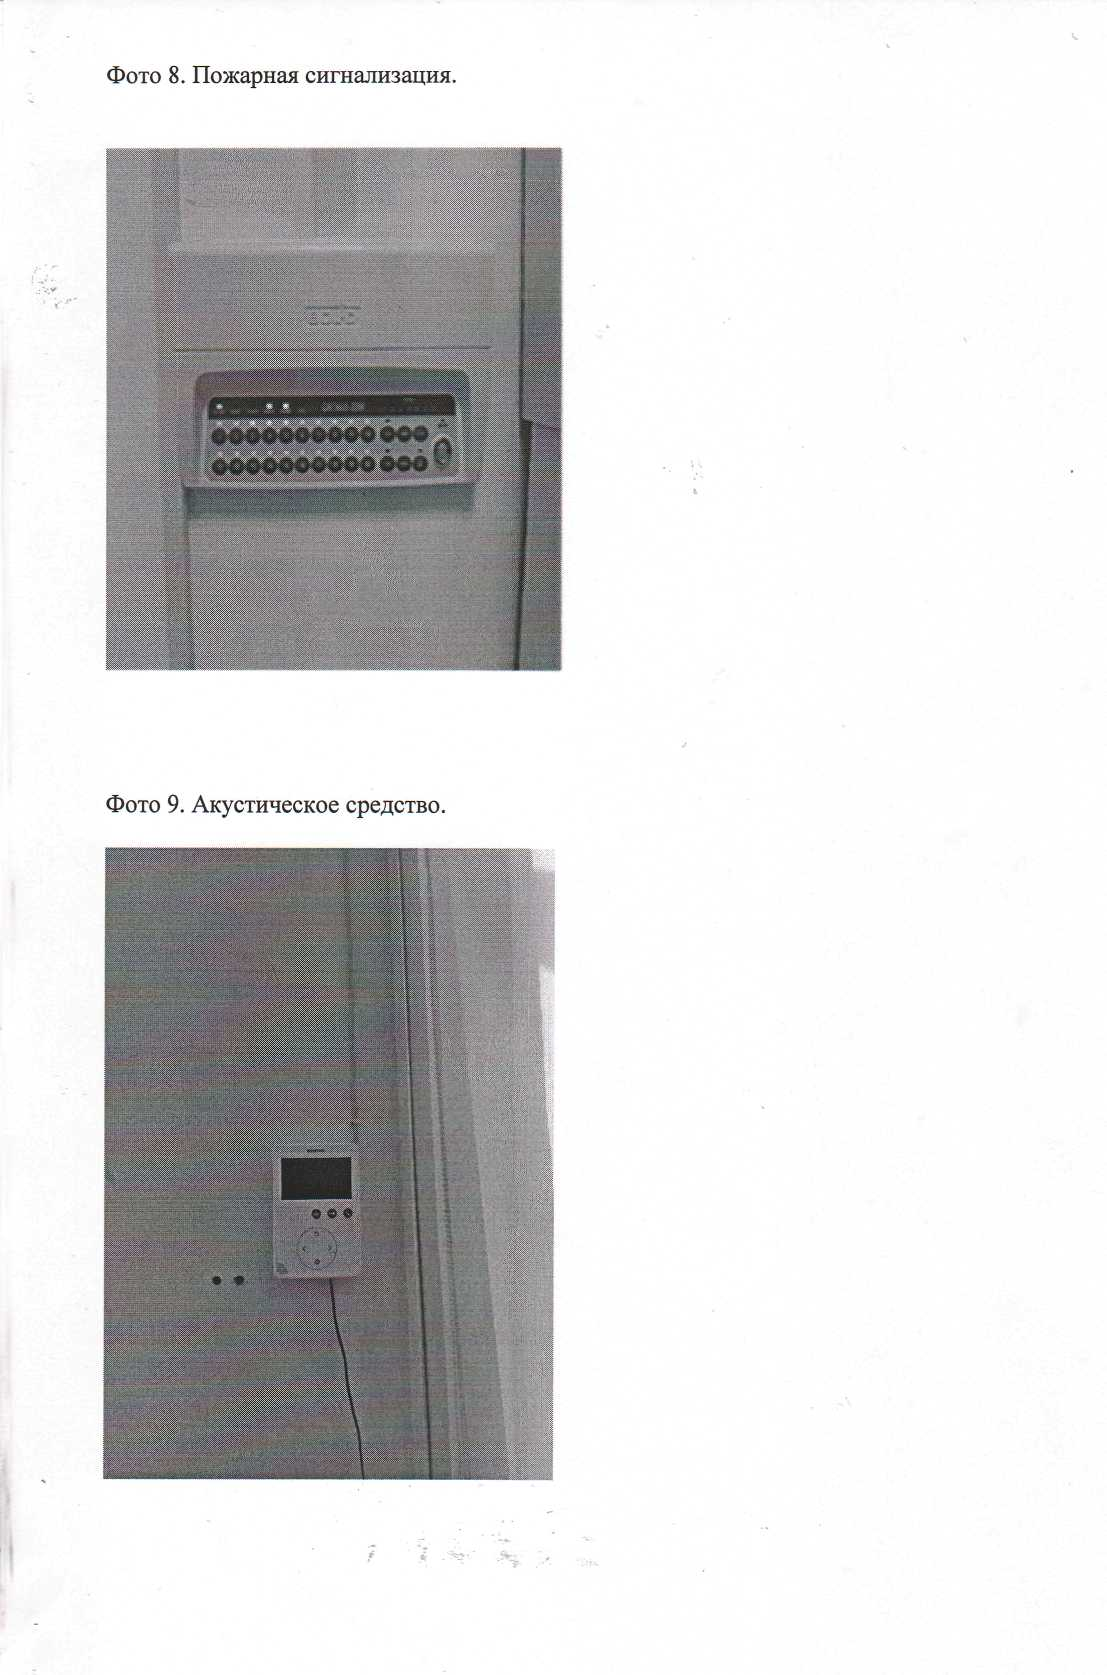 Фото 8. Пожарная сигнализация.
Фото 9. Акустическое средство.